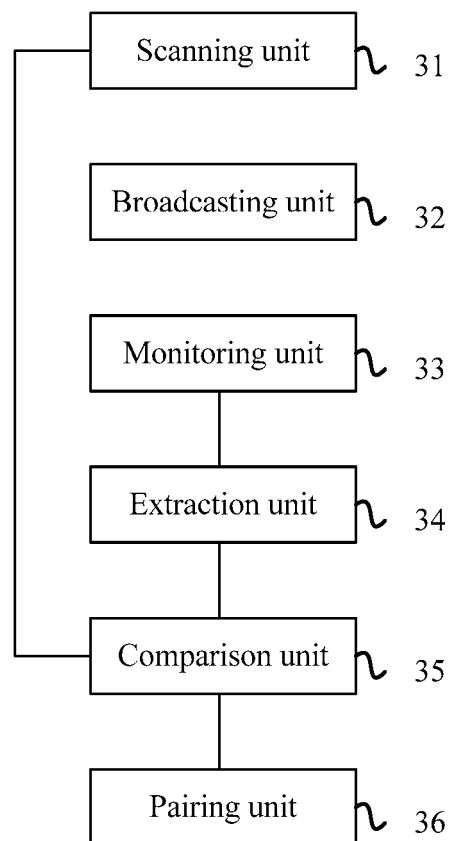 Scanning unit 31
Broadcasting unit 32
Monitoring unit 33
Extraction unit 34
Comparison unit 35
Pairing unit 36